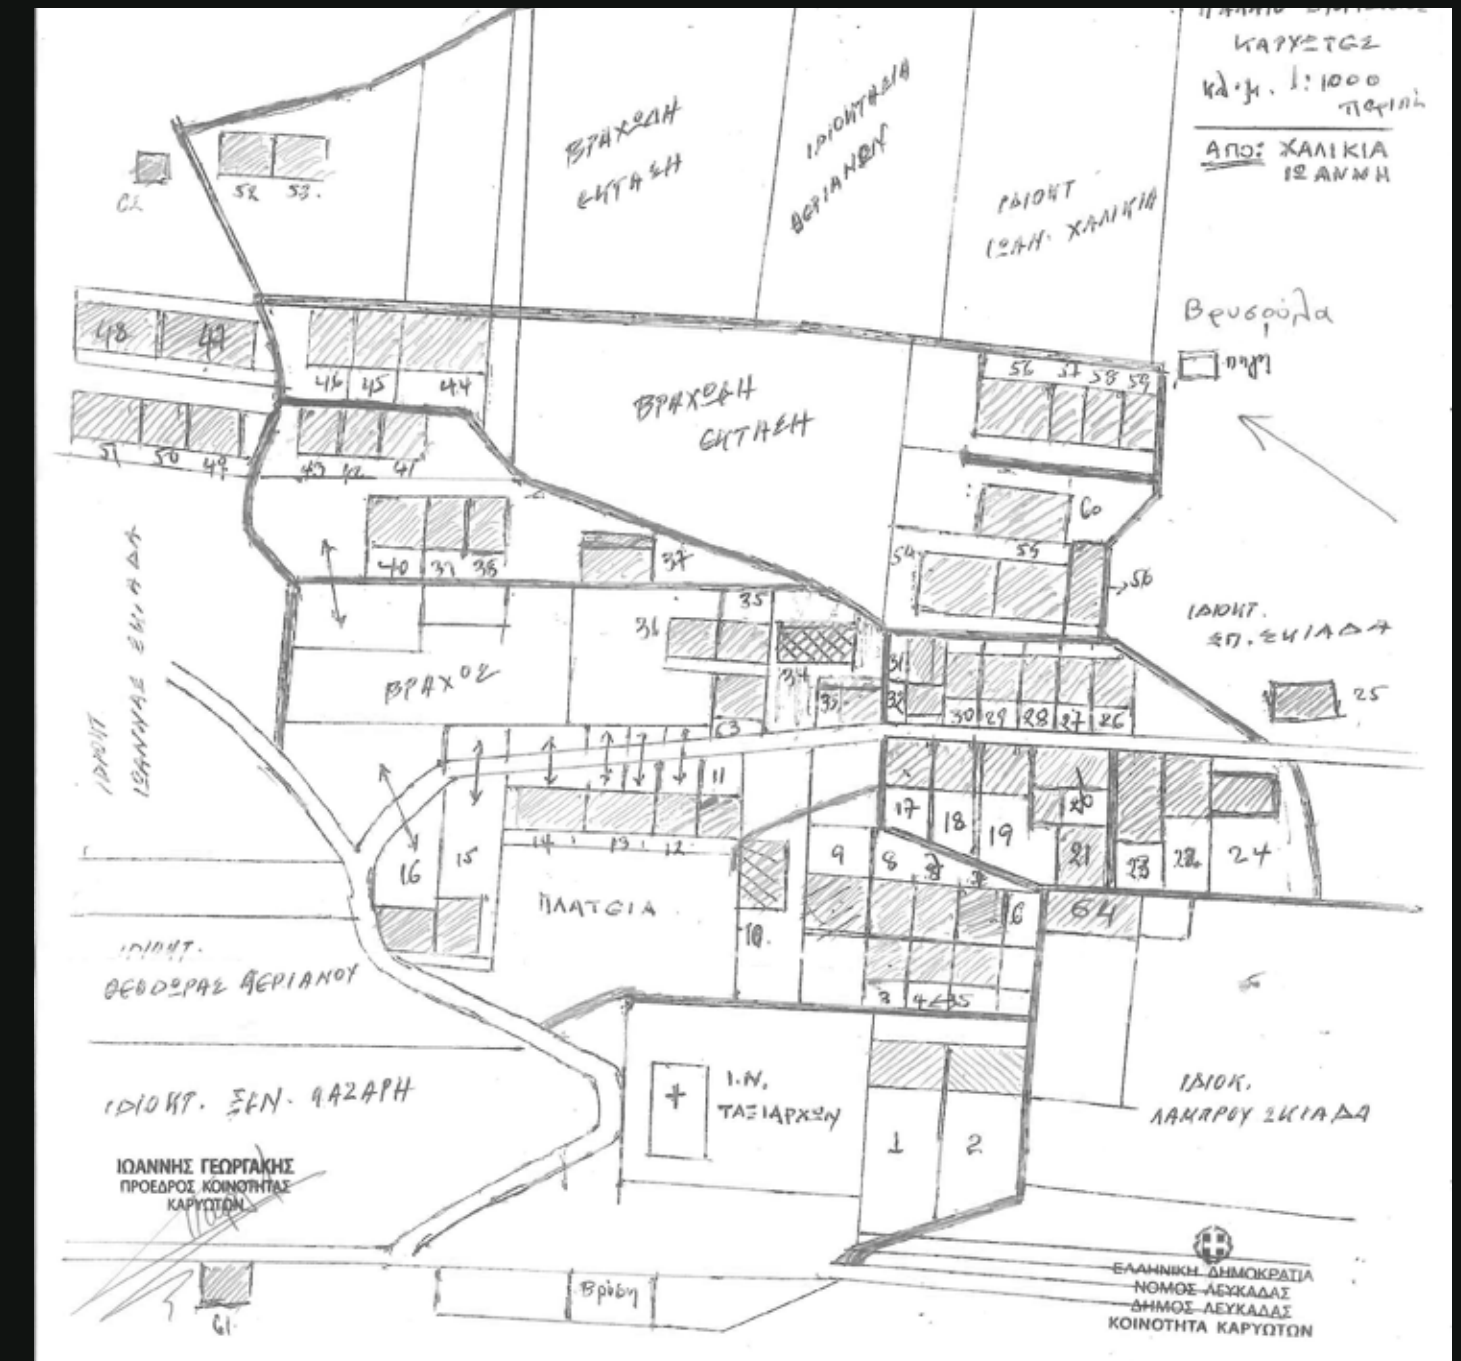 ΚΑΡΥΩΤΕΣ
κλ.μ. 1:1000
περίπου
ΑΠΟ: ΧΑΛΙΚΙΑ
ΙΩΑΝΝΗ
ΒΡΑΧΩΔΗ
ΕΚΤΑΣΗ
ΙΔΙΟΚΤΗΣΙΑ
ΑΕΡΙΑΝΩΝ
ΙΔΙΟΚΤ
ΙΩΑΝ. ΧΑΛΙΚΙΑ
52 53.
Βρυσούλα
48 47
46 45 44
56 57 58 59
ΒΡΑΧΩΔΗ
ΕΚΤΑΣΗ
51 50 49 43 42 41
60
40 39 38 37
54 55
→56
ΙΔΙΟΚΤ
ΙΩΑΝΝΑΣ ΣΚΙΑΔΑ
ΙΔΙΟΚΤ.
ΣΠ. ΣΚΙΑΔΑ
35
36
34
31
32
33
30 29 28 27 26
25
ΒΡΑΧΟΣ
63
11
17 18 19 20
21 23 22 24
16 15
14 13 12
9 8 7
6
64
ΠΛΑΤΕΙΑ
10.
ΙΔΙΟΚΤ.
ΘΕΟΔΩΡΑΣ ΑΕΡΙΑΝΟΥ
3 4 5
Ι.Ν.
ΤΑΞΙΑΡΧΩΝ
1 2
ΙΔΙΟΚ.
ΛΑΜΠΡΟΥ ΣΚΙΑΔΑ
ΙΔΙΟΚΤ. ΞΕΝ. ΛΑΖΑΡΗ
ΙΩΑΝΝΗΣ ΓΕΩΡΓΑΚΗΣ
ΠΡΟΕΔΡΟΣ ΚΟΙΝΟΤΗΤΑΣ
ΚΑΡΥΩΤΩΝ
Βρύση
61
ΕΛΛΗΝΙΚΗ ΔΗΜΟΚΡΑΤΙΑ
ΝΟΜΟΣ ΛΕΥΚΑΔΑΣ
ΔΗΜΟΣ ΛΕΥΚΑΔΑΣ
ΚΟΙΝΟΤΗΤΑ ΚΑΡΥΩΤΩΝ